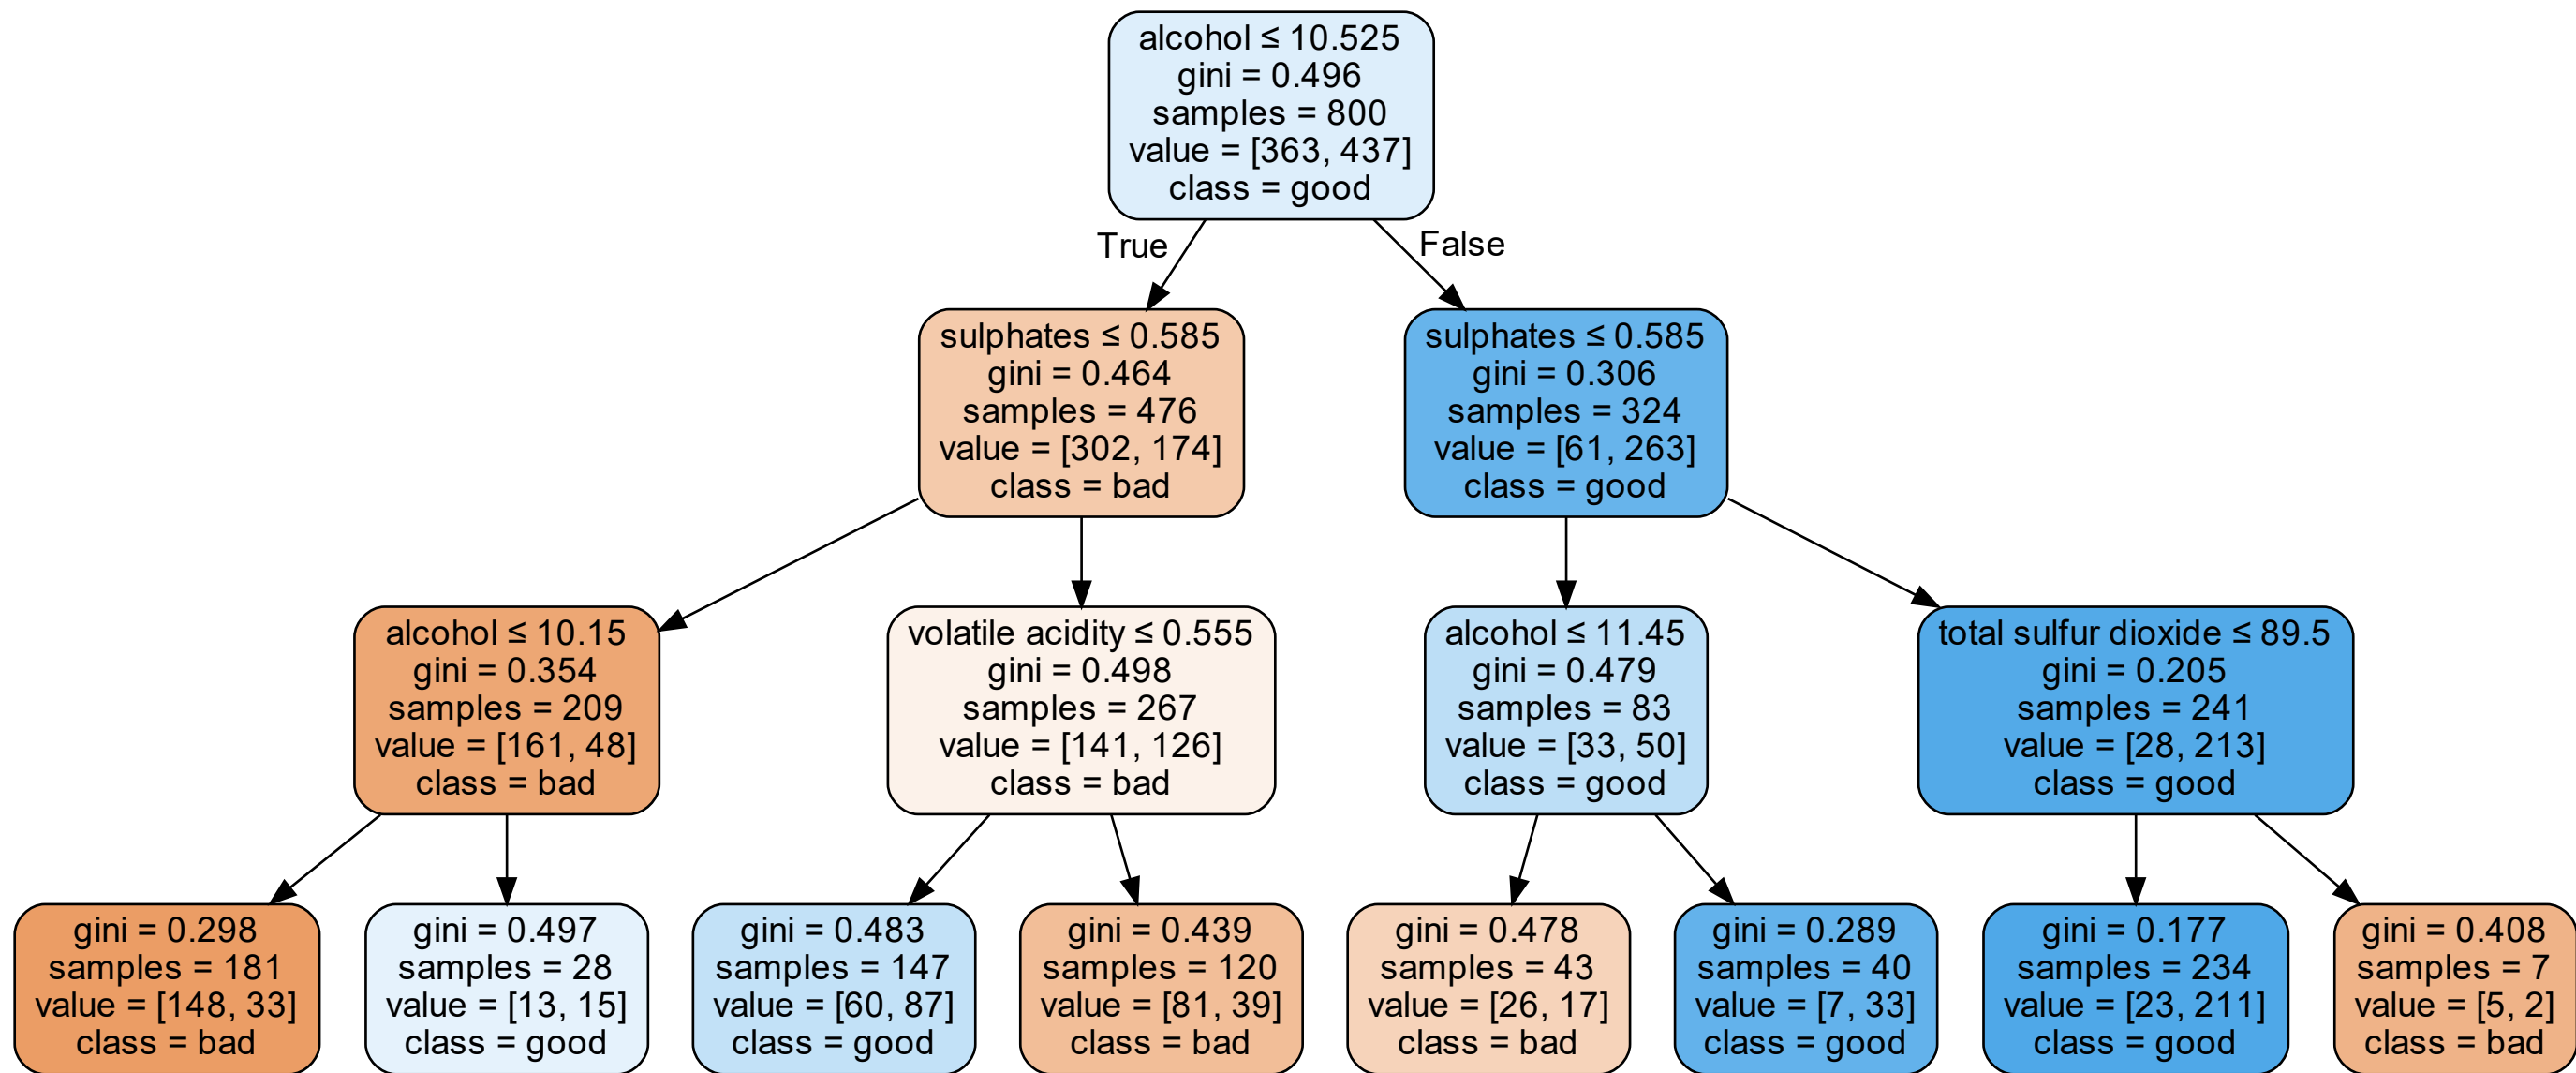 alcohol ≤ 10.525
gini = 0.496
samples = 800
value = [363, 437]
class = good
True
False
sulphates ≤ 0.585
gini = 0.464
samples = 476
value = [302, 174]
class = bad
sulphates ≤ 0.585
gini = 0.306
samples = 324
value = [61, 263]
class = good
alcohol ≤ 10.15
gini = 0.354
samples = 209
value = [161, 48]
class = bad
volatile acidity ≤ 0.555
gini = 0.498
samples = 267
value = [141, 126]
class = bad
alcohol ≤ 11.45
gini = 0.479
samples = 83
value = [33, 50]
class = good
total sulfur dioxide ≤ 89.5
gini = 0.205
samples = 241
value = [28, 213]
class = good
gini = 0.298
samples = 181
value = [148, 33]
class = bad
gini = 0.497
samples = 28
value = [13, 15]
class = good
gini = 0.483
samples = 147
value = [60, 87]
class = good
gini = 0.439
samples = 120
value = [81, 39]
class = bad
gini = 0.478
samples = 43
value = [26, 17]
class = bad
gini = 0.289
samples = 40
value = [7, 33]
class = good
gini = 0.177
samples = 234
value = [23, 211]
class = good
gini = 0.408
samples = 7
value = [5, 2]
class = bad